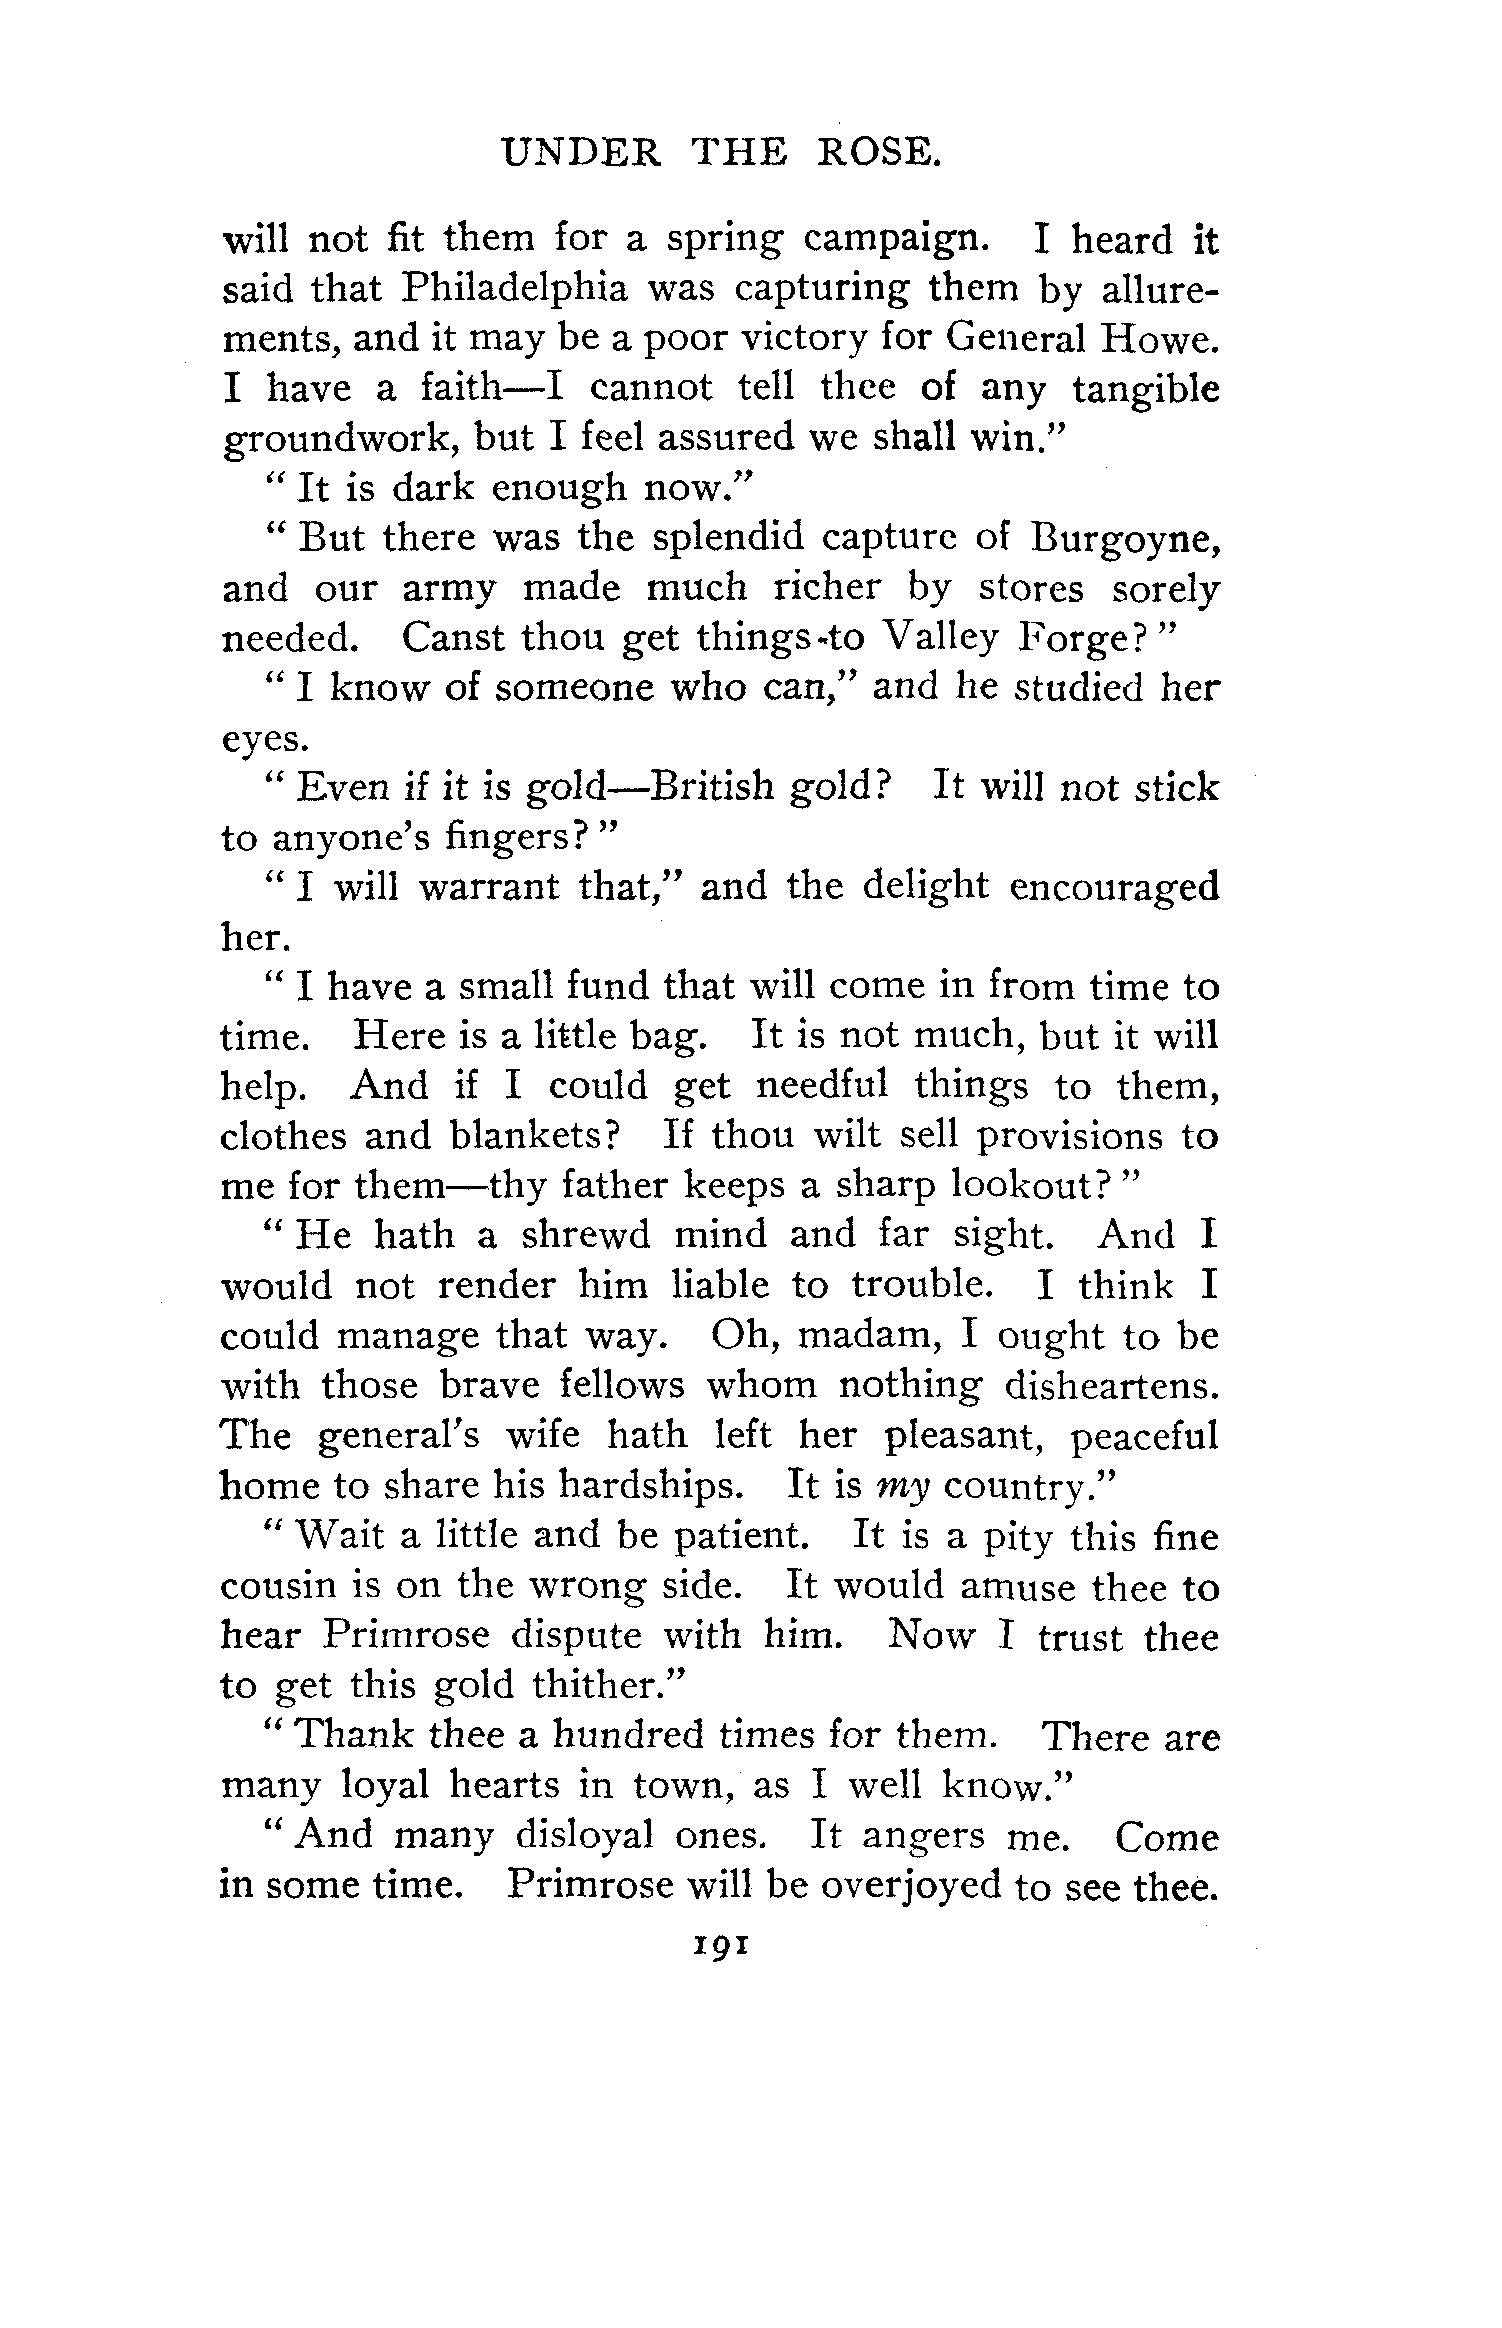 UNDER THE ROSE.
will not fit them for a spring campaign. I heard it
said that Philadelphia was capturing them by allure-
ments, and it may be a poor victory for General Howe.
I have a faith—I cannot tell thee of any tangible
groundwork, but I feel assured we shall win.”
“ It is dark enough now.”
“ But there was the splendid capture of Burgoyne,
and our army made much richer by stores sorely
needed. Canst thou get things to Valley Forge? ”
“ I know of someone who can,” and he studied her
eyes.
“ Even if it is gold—British gold? It will not stick
to anyone’s fingers? ”
“ I will warrant that,” and the delight encouraged
her.
“ I have a small fund that will come in from time to
time. Here is a little bag. It is not much, but it will
help. And if I could get needful things to them,
clothes and blankets? If thou wilt sell provisions to
me for them—thy father keeps a sharp lookout? ”
“ He hath a shrewd mind and far sight. And I
would not render him liable to trouble. I think I
could manage that way. Oh, madam, I ought to be
with those brave fellows whom nothing disheartens.
The general’s wife hath left her pleasant, peaceful
home to share his hardships. It is my country.”
“ Wait a little and be patient. It is a pity this fine
cousin is on the wrong side. It would amuse thee to
hear Primrose dispute with him. Now I trust thee
to get this gold thither.”
“ Thank thee a hundred times for them. There are
many loyal hearts in town, as I well know.”
“ And many disloyal ones. It angers me. Come
in some time. Primrose will be overjoyed to see thee.
191